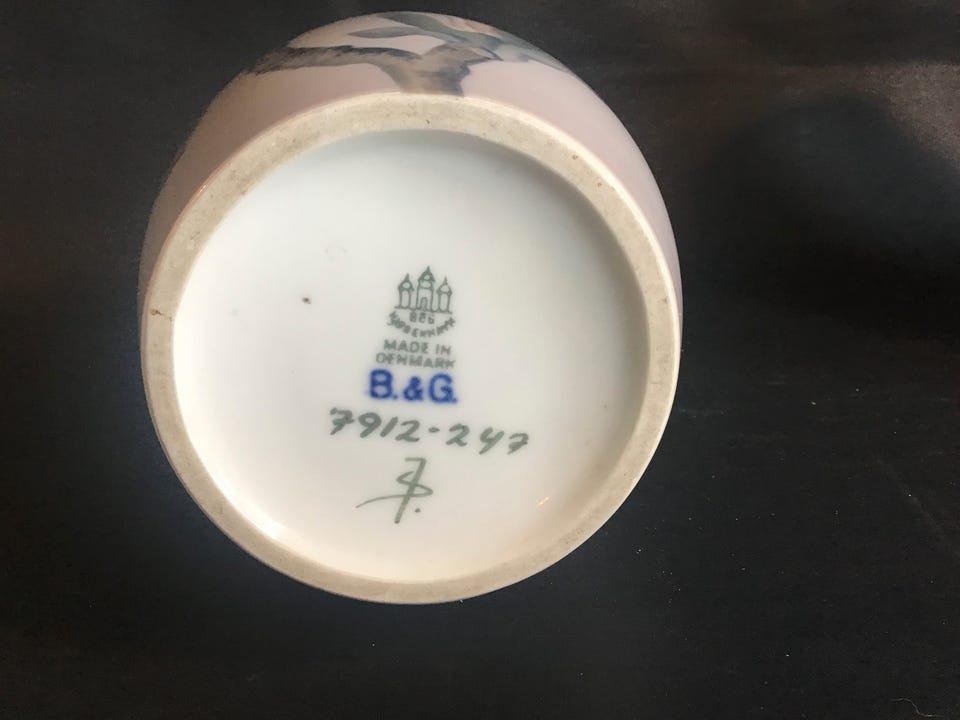 B&G
KJØBENHAVN
MADE IN
DENMARK
B.&G.
7912-247